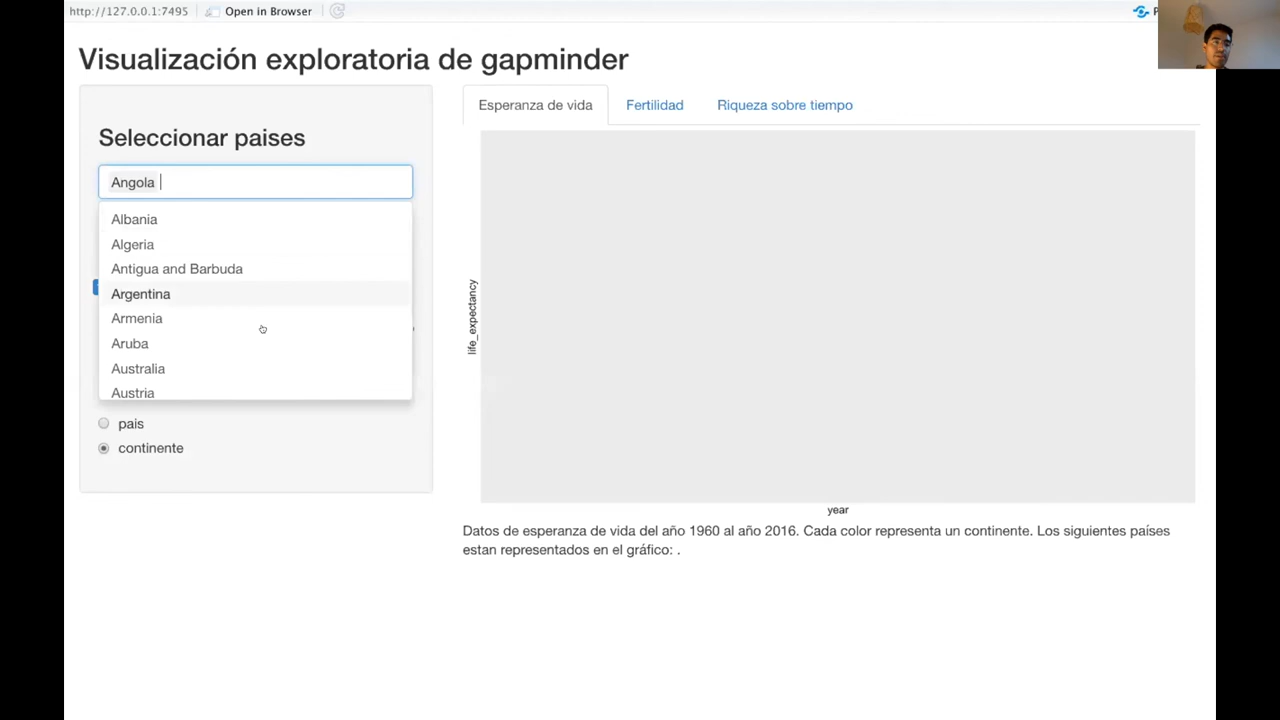 http://127.0.0.1:7495
Open in Browser
Visualización exploratoria de gapminder
Seleccionar paises
Angola
Albania
Algeria
Antigua and Barbuda
Argentina
Armenia
Aruba
Australia
Austria
pais
continente
Esperanza de vida
Fertilidad
Riqueza sobre tiempo
life_expectancy
year
Datos de esperanza de vida del año 1960 al año 2016. Cada color representa un continente. Los siguientes países
estan representados en el gráfico: .